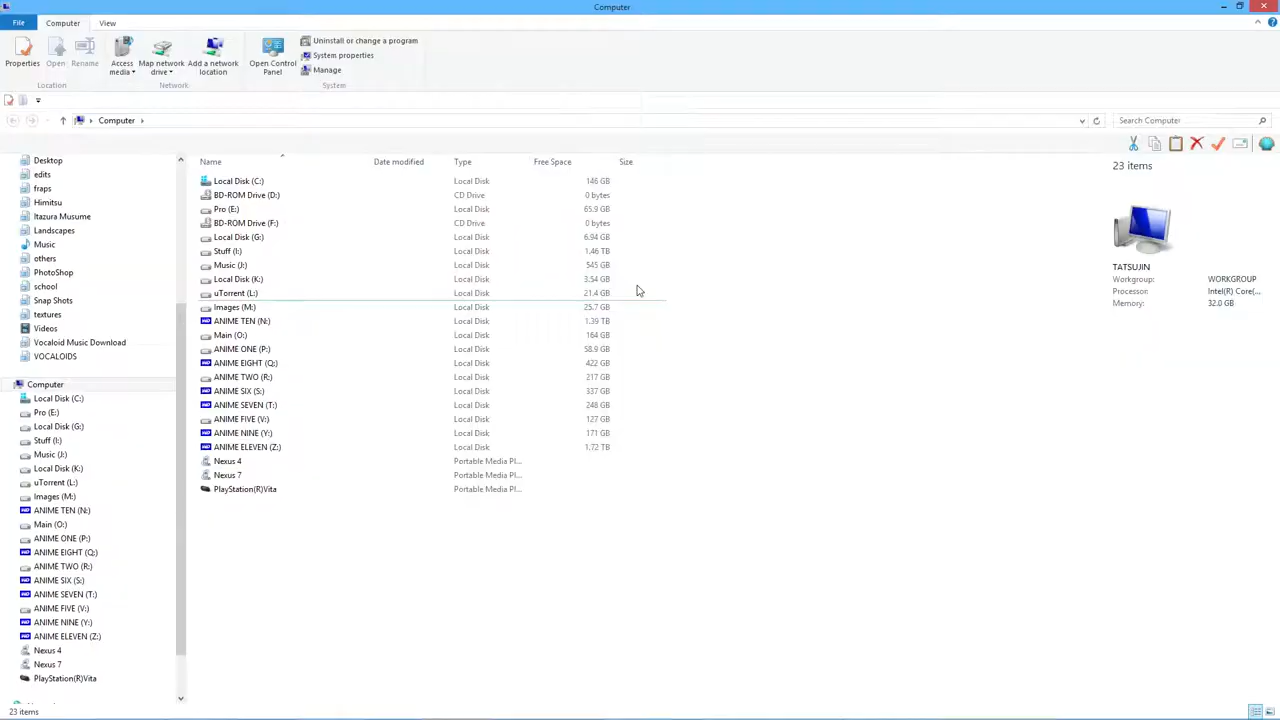 Computer
File Computer View
Properties Open Rename Access media Map network drive Add a network location Open Control Panel Uninstall or change a program
System properties
Manage
Location Network System
Computer
Search Computer
Desktop
edits
fraps
Himitsu
Itazura Musume
Landscapes
Music
others
PhotoShop
school
Snap Shots
textures
Videos
Vocaloid Music Download
VOCALOIDS
Computer
Local Disk (C:)
Pro (E:)
Local Disk (G:)
Stuff (I:)
Music (J:)
Local Disk (K:)
uTorrent (L:)
Images (M:)
ANIME TEN (N:)
Main (O:)
ANIME ONE (P:)
ANIME EIGHT (Q:)
ANIME TWO (R:)
ANIME SIX (S:)
ANIME SEVEN (T:)
ANIME FIVE (V:)
ANIME NINE (Y:)
ANIME ELEVEN (Z:)
Nexus 4
Nexus 7
PlayStation(R)Vita
Name Date modified Type Free Space Size
Local Disk (C:) Local Disk 146 GB
BD-ROM Drive (D:) CD Drive 0 bytes
Pro (E:) Local Disk 65.9 GB
BD-ROM Drive (F:) CD Drive 0 bytes
Local Disk (G:) Local Disk 6.94 GB
Stuff (I:) Local Disk 1.46 TB
Music (J:) Local Disk 545 GB
Local Disk (K:) Local Disk 3.54 GB
uTorrent (L:) Local Disk 21.4 GB
Images (M:) Local Disk 25.7 GB
ANIME TEN (N:) Local Disk 1.39 TB
Main (O:) Local Disk 164 GB
ANIME ONE (P:) Local Disk 58.9 GB
ANIME EIGHT (Q:) Local Disk 422 GB
ANIME TWO (R:) Local Disk 217 GB
ANIME SIX (S:) Local Disk 337 GB
ANIME SEVEN (T:) Local Disk 248 GB
ANIME FIVE (V:) Local Disk 127 GB
ANIME NINE (Y:) Local Disk 171 GB
ANIME ELEVEN (Z:) Local Disk 1.72 TB
Nexus 4 Portable Media Pl...
Nexus 7 Portable Media Pl...
PlayStation(R)Vita Portable Media Pl...
23 items
TATSUJIN
Workgroup: WORKGROUP
Processor: Intel(R) Core(...
Memory: 32.0 GB
23 items